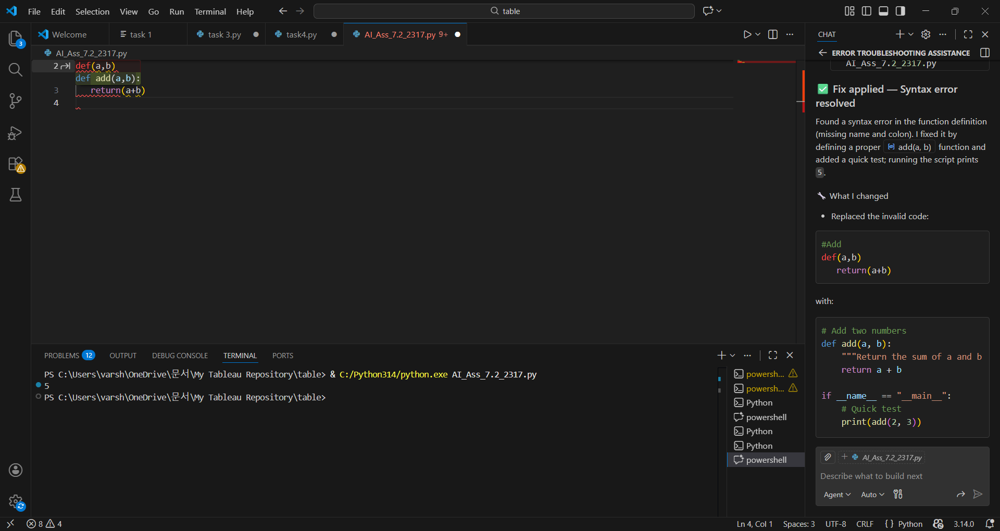 File Edit Selection View Go Run Terminal Help
table
Welcome
task 1
task 3.py
task4.py
AI_Ass_7.2_2317.py 9+
CHAT
3
AI_Ass_7.2_2317.py
ERROR TROUBLESHOOTING ASSISTANCE
AI_Ass_7.2_2317.py
2 def(a,b)
def add(a,b):
3 return(a+b)
4
✅ Fix applied — Syntax error
resolved
Found a syntax error in the function definition
(missing name and colon). I fixed it by
defining a proper add(a, b) function and
added a quick test; running the script prints
5.
🔧 What I changed
• Replaced the invalid code:
#Add
def(a,b)
return(a+b)
with:
# Add two numbers
def add(a, b):
"""Return the sum of a and b
return a + b
if __name__ == "__main__":
# Quick test
print(add(2, 3))
PROBLEMS 12 OUTPUT DEBUG CONSOLE TERMINAL PORTS
PS C:\Users\varsh\OneDrive\문서\My Tableau Repository\table> & C:/Python314/python.exe AI_Ass_7.2_2317.py
5
PS C:\Users\varsh\OneDrive\문서\My Tableau Repository\table>
powersh...
powersh...
Python
powershell
Python
Python
powershell
AI_Ass_7.2_2317.py
Describe what to build next
Agent Auto
8 4
Ln 4, Col 1 Spaces: 3 UTF-8 CRLF { } Python 3.14.0